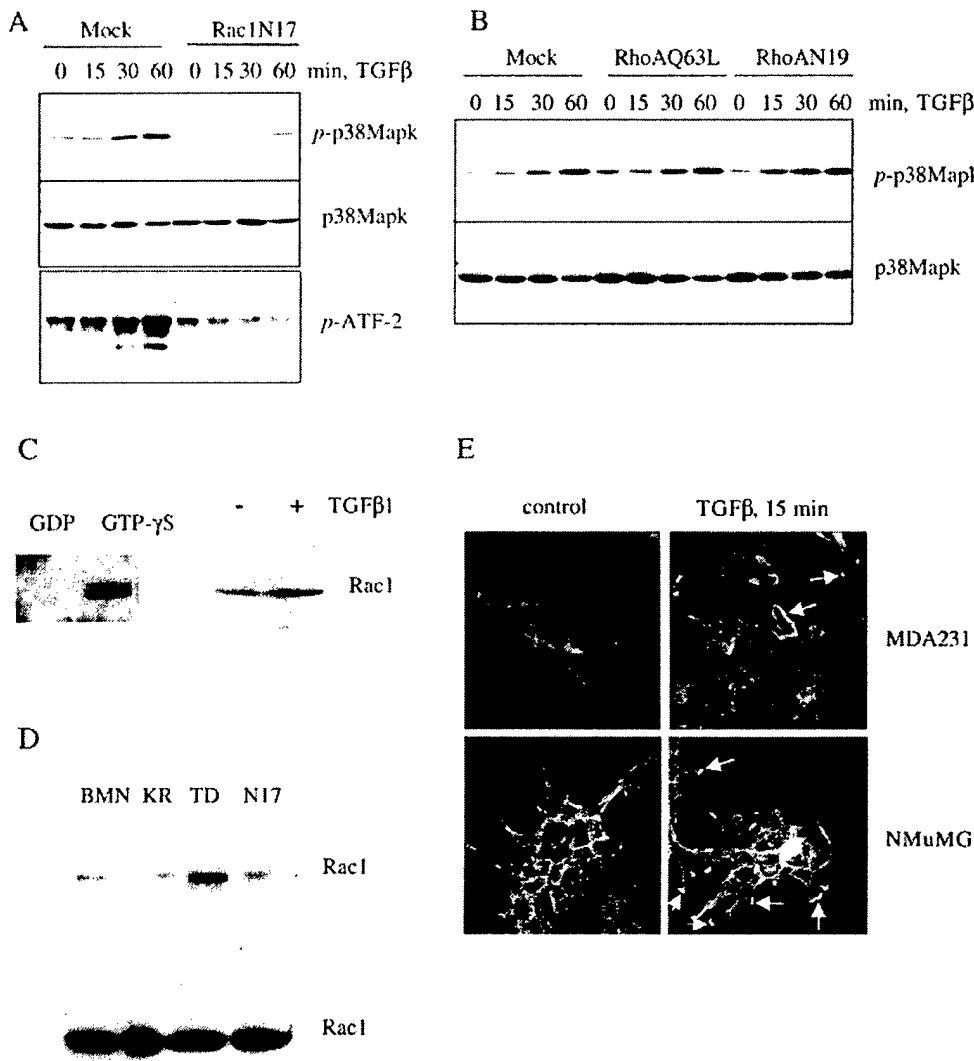 A
Mock Rac1N17
0 15 30 60 0 15 30 60 min, TGFβ
p-p38Mapk
p38Mapk
p-ATF-2
B
Mock RhoAQ63L RhoAN19
0 15 30 60 0 15 30 60 0 15 30 60 min, TGFβ
p-p38Mapk
p38Mapk
C
GDP GTP-γS - + TGFβ1
Rac1
D
BMN KR TD N17
Rac1
Rac1
E
control TGFβ, 15 min
MDA231
NMuMG